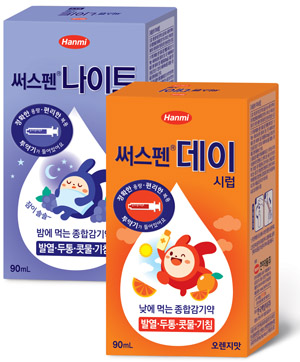 Hanmi
써스펜® 나이트
정확한 용량·편리한 복용
투약기가 들어있어요
잠이 솔솔~
밤에 먹는 종합감기약
발열·두통·콧물·기침
90mL
Hanmi
써스펜® 데이
시럽
정확한 용량·편리한 복용
투약기가 들어있어요
낮에 먹는 종합감기약
발열·두통·콧물·기침
90mL
오렌지맛